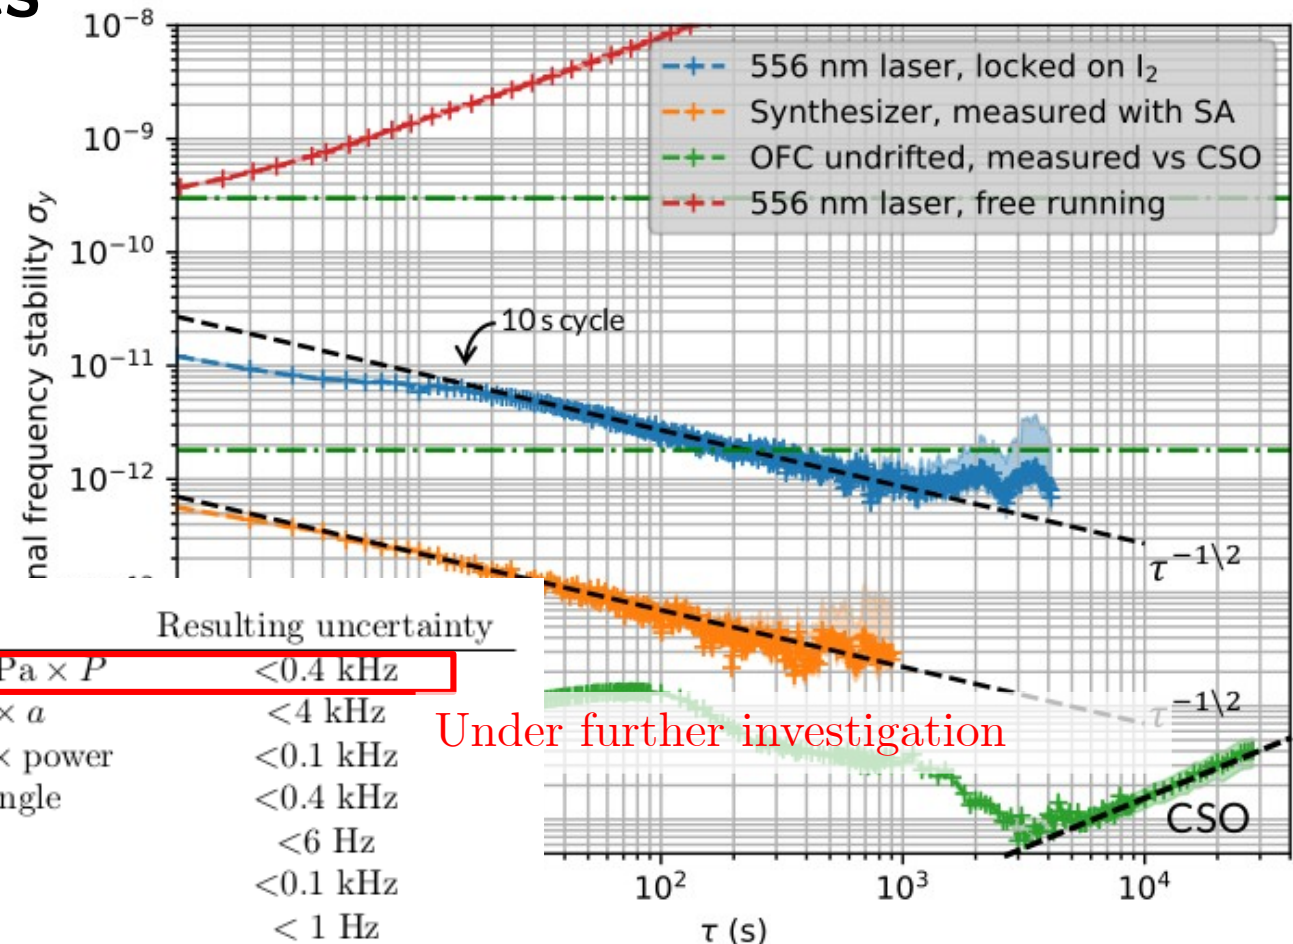 10⁻⁸
10⁻⁹
10⁻¹⁰
10⁻¹¹
10⁻¹²
nal frequency stability σy
556 nm laser, locked on I₂
Synthesizer, measured with SA
OFC undrifted, measured vs CSO
556 nm laser, free running
10 s cycle
τ⁻¹\²
τ⁻¹\²
CSO
Resulting uncertainty
Pa × P <0.4 kHz
× a <4 kHz
× power <0.1 kHz
ngle <0.4 kHz
<6 Hz
<0.1 kHz
< 1 Hz
Under further investigation
10² 10³ 10⁴
τ (s)